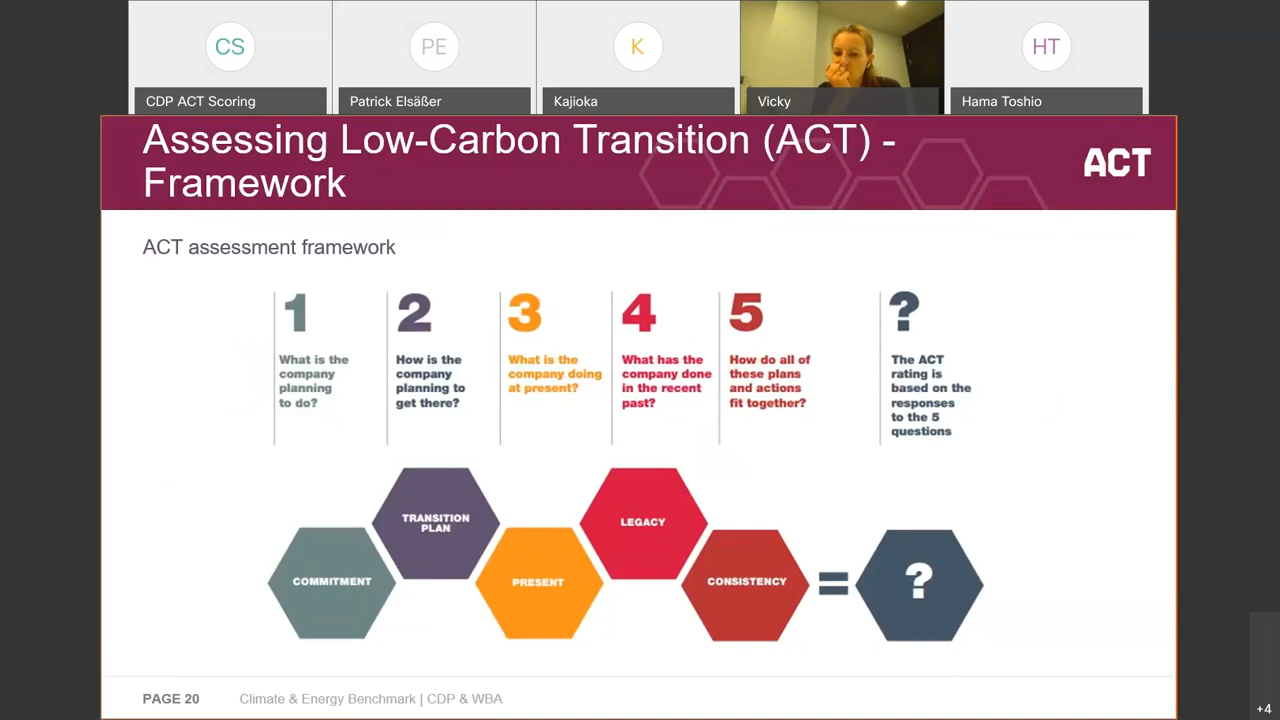 CS
PE
K
HT
CDP ACT Scoring
Patrick Elsäßer
Kajioka
Vicky
Hama Toshio
Assessing Low-Carbon Transition (ACT) -
Framework
ACT
ACT assessment framework
1
What is the
company
planning
to do?
2
How is the
company
planning to
get there?
3
What is the
company doing
at present?
4
What has the
company done
in the recent
past?
5
How do all of
these plans
and actions
fit together?
?
The ACT
rating is
based on the
responses
to the 5
questions
COMMITMENT
TRANSITION
PLAN
PRESENT
LEGACY
CONSISTENCY
=
?
PAGE 20
Climate & Energy Benchmark | CDP & WBA
+4